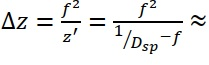 Δz = f²/z′ = f²/(1/D_sp − f) ≈